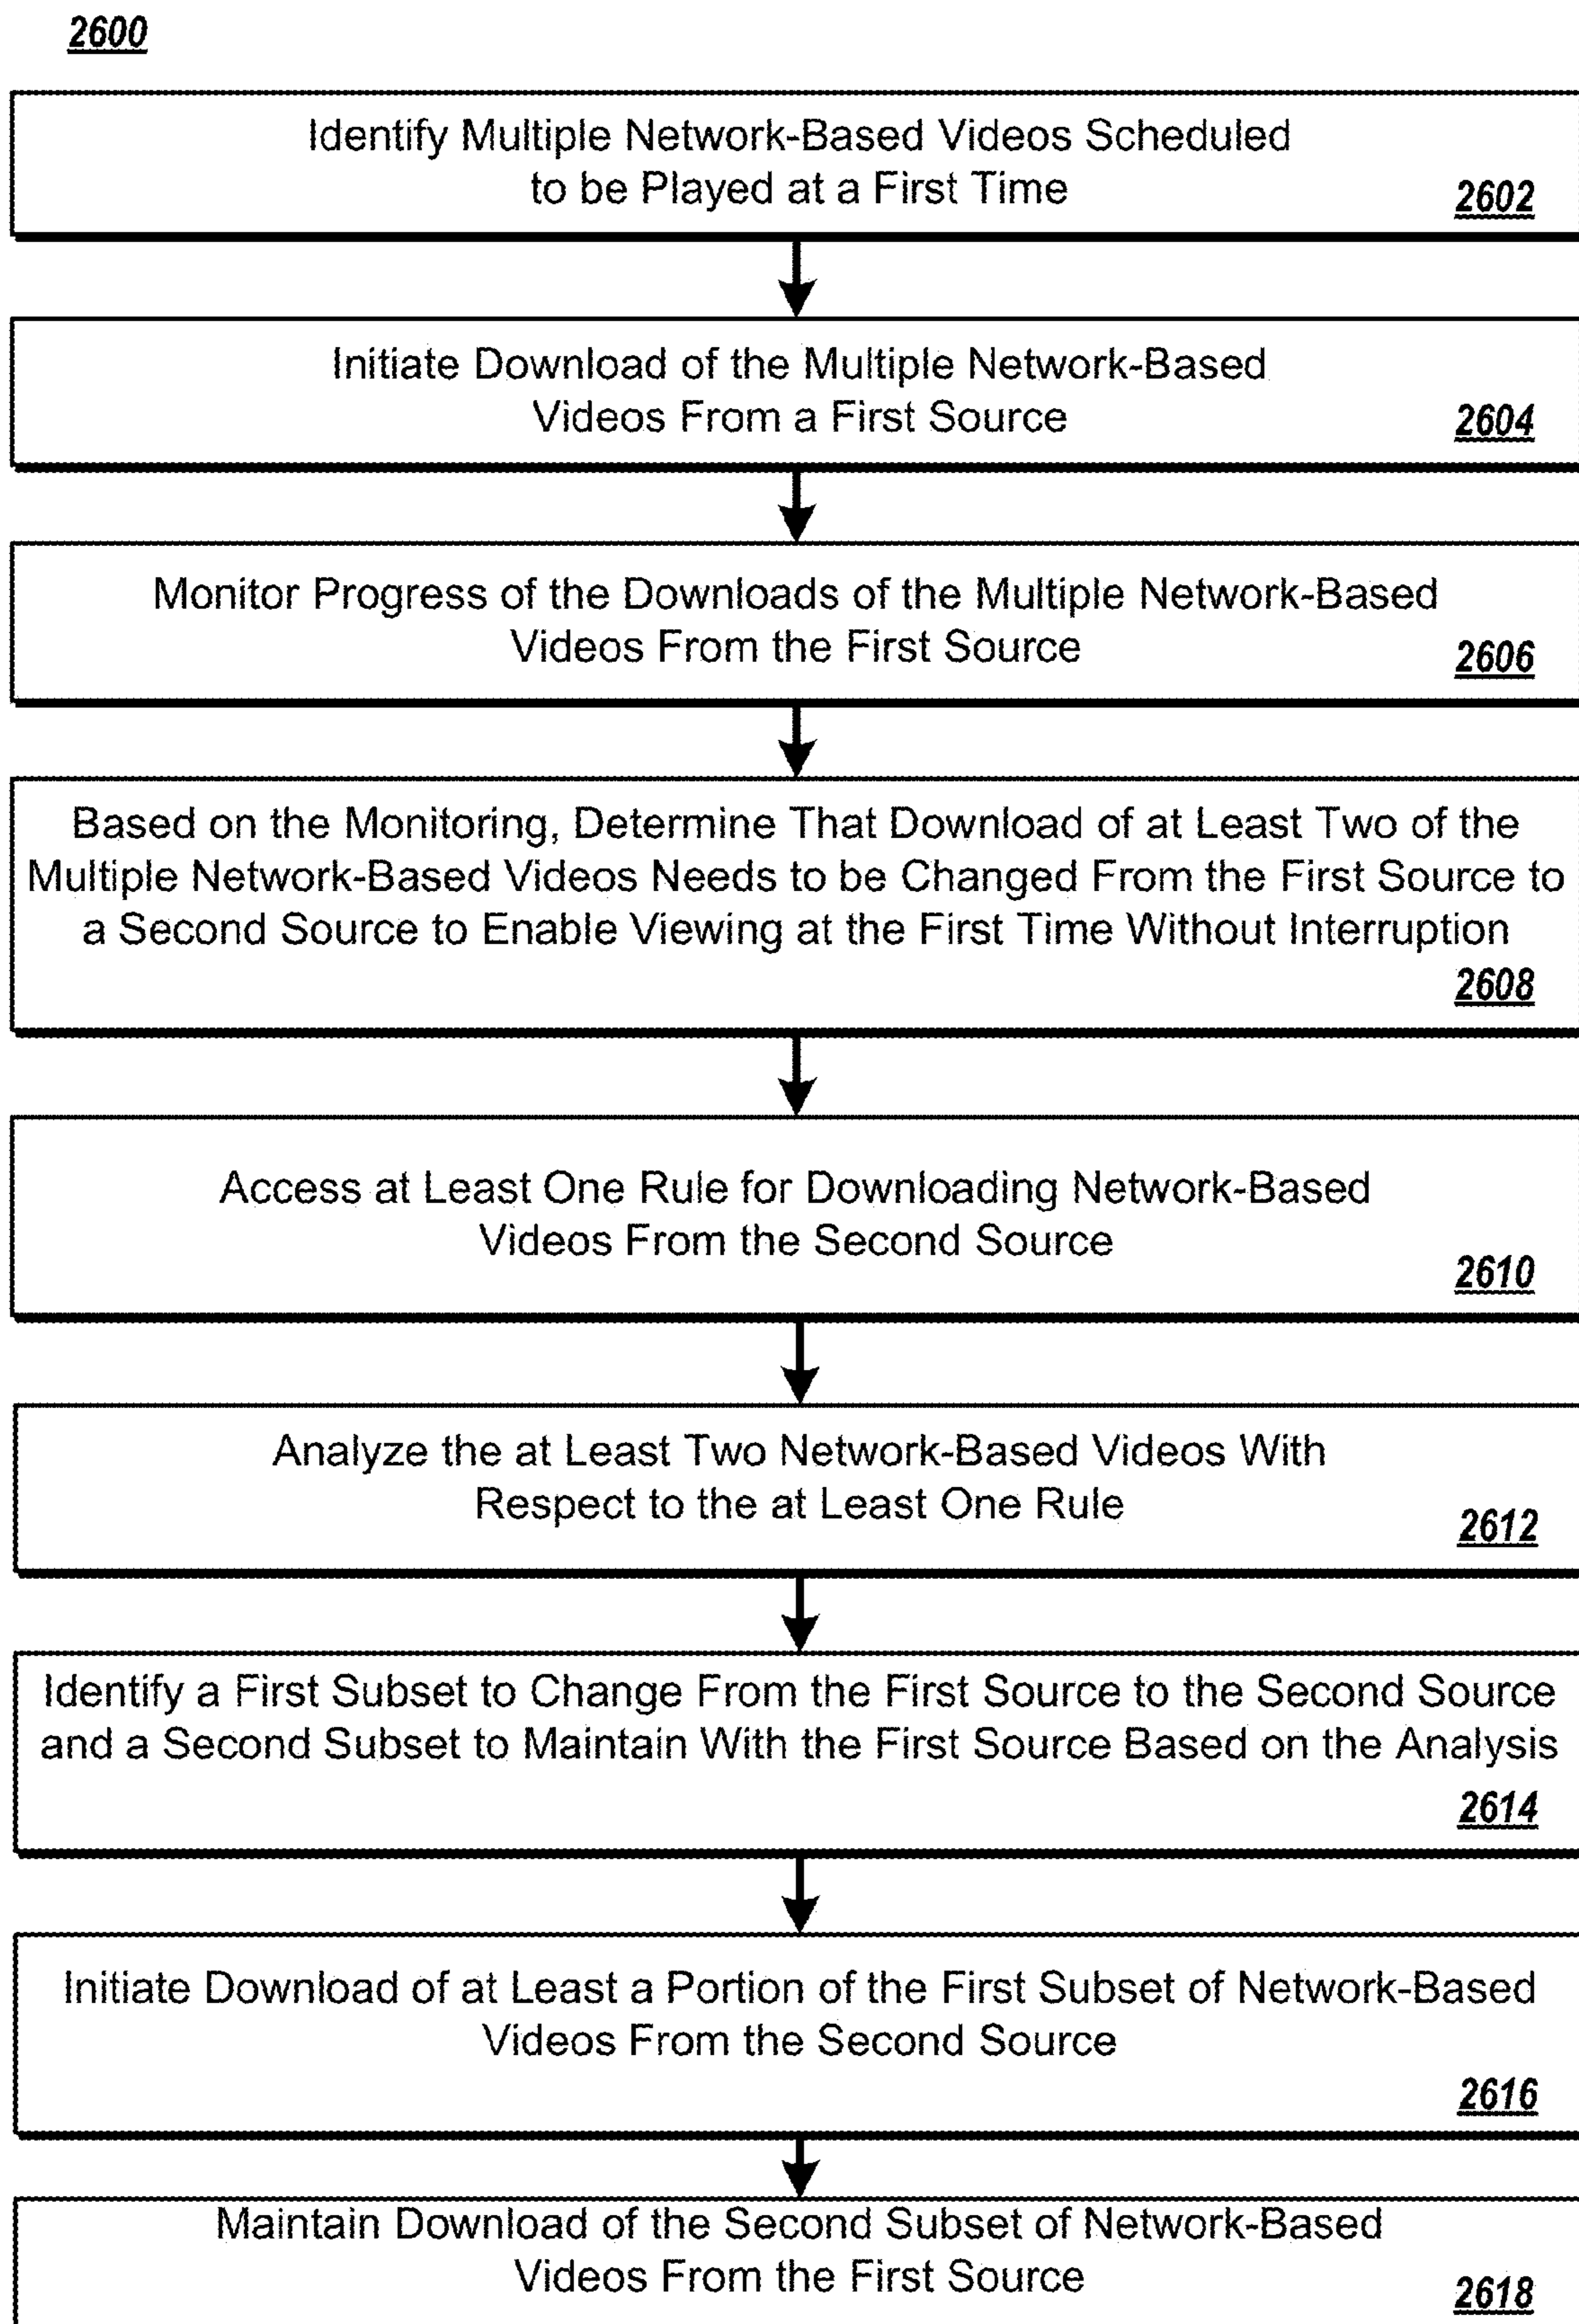 2600
Identify Multiple Network-Based Videos Scheduled
to be Played at a First Time
2602
Initiate Download of the Multiple Network-Based
Videos From a First Source
2604
Monitor Progress of the Downloads of the Multiple Network-Based
Videos From the First Source
2606
Based on the Monitoring, Determine That Download of at Least Two of the
Multiple Network-Based Videos Needs to be Changed From the First Source to
a Second Source to Enable Viewing at the First Time Without Interruption
2608
Access at Least One Rule for Downloading Network-Based
Videos From the Second Source
2610
Analyze the at Least Two Network-Based Videos With
Respect to the at Least One Rule
2612
Identify a First Subset to Change From the First Source to the Second Source
and a Second Subset to Maintain With the First Source Based on the Analysis
2614
Initiate Download of at Least a Portion of the First Subset of Network-Based
Videos From the Second Source
2616
Maintain Download of the Second Subset of Network-Based
Videos From the First Source
2618